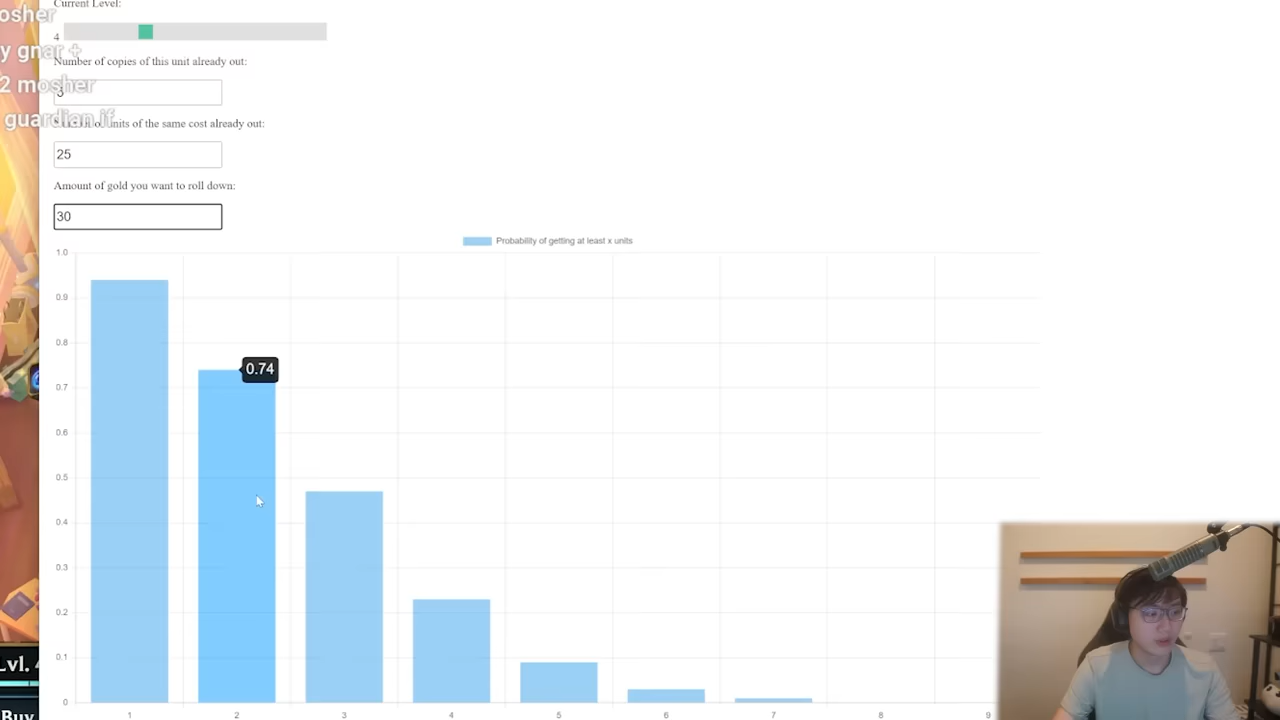 Current Level:
osher
4
y gnar +
Number of copies of this unit already out:
2 mosher
3
guardian if
units of the same cost already out:
25
Amount of gold you want to roll down:
30
Probability of getting at least x units
1.0
0.9
0.8
0.74
0.7
0.6
0.5
0.4
0.3
0.2
0.1
0
1 2 3 4 5 6 7 8 9
Lvl. 4
Buy